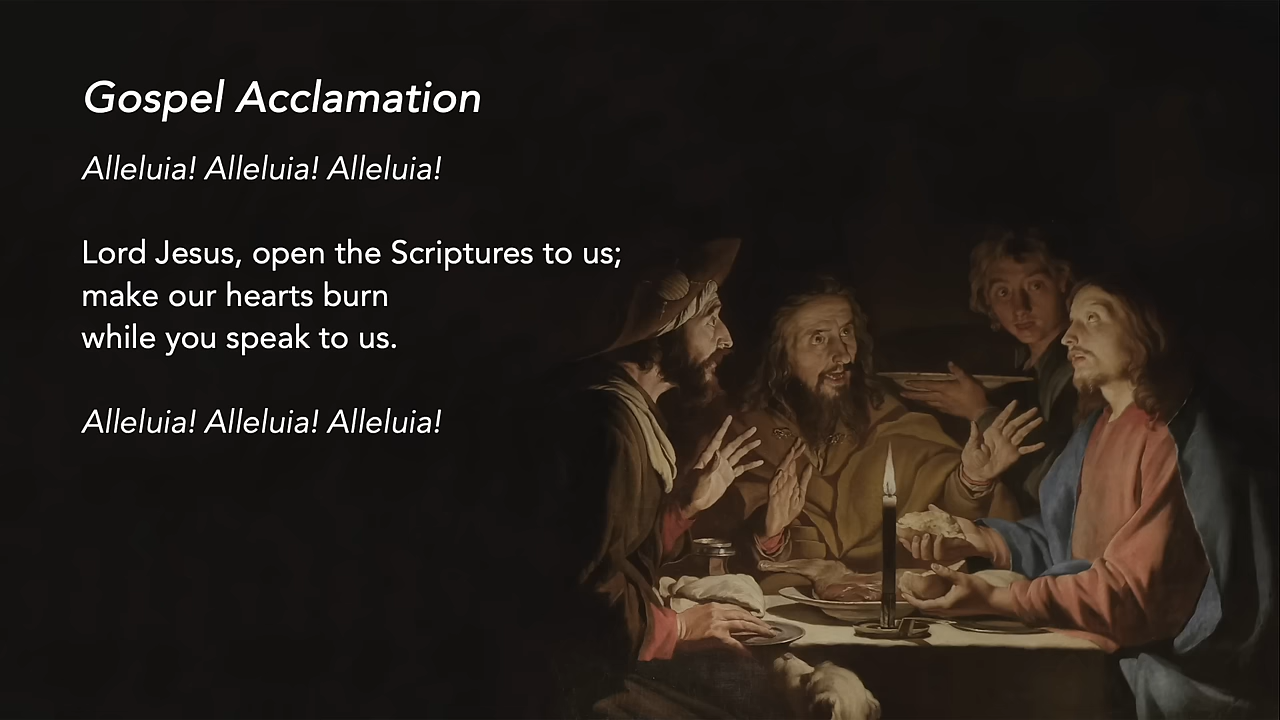 Gospel Acclamation
Alleluia! Alleluia! Alleluia!
Lord Jesus, open the Scriptures to us;
make our hearts burn
while you speak to us.
Alleluia! Alleluia! Alleluia!